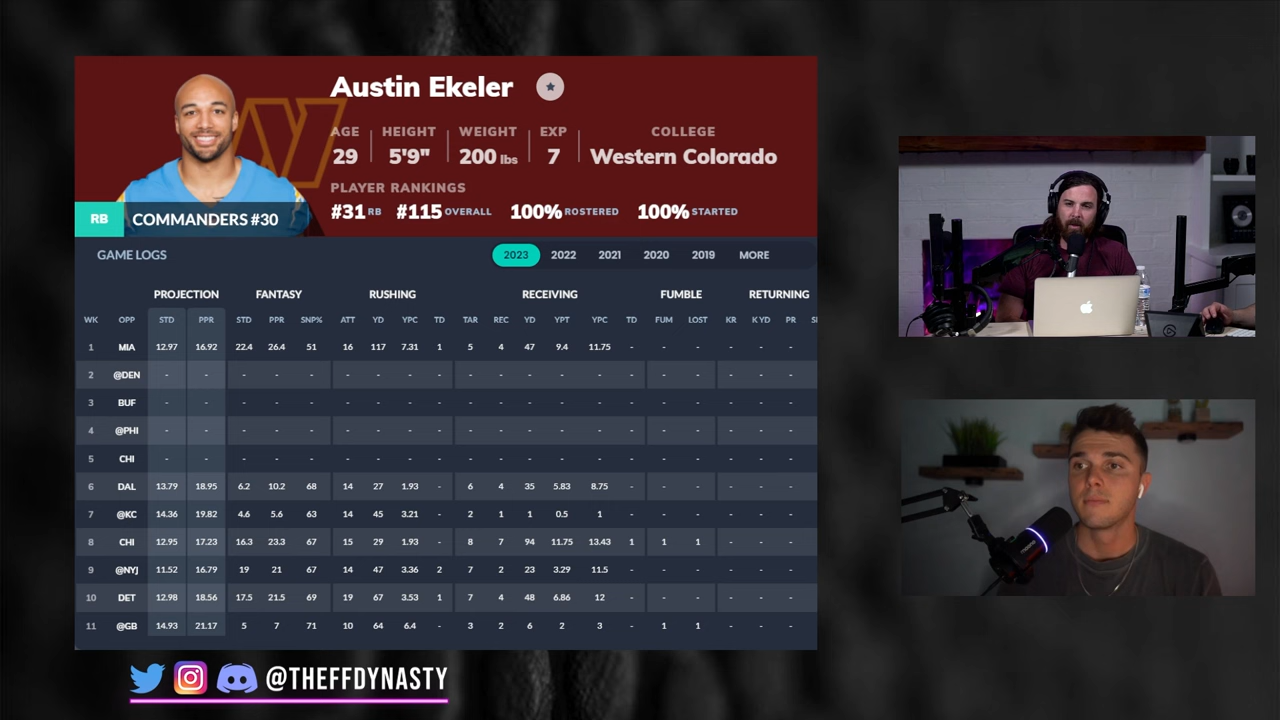 Austin Ekeler
AGE HEIGHT WEIGHT EXP COLLEGE
29 5'9" 200 lbs 7 Western Colorado
PLAYER RANKINGS
#31 RB #115 OVERALL 100% ROSTERED 100% STARTED
RB COMMANDERS #30
GAME LOGS 2023 2022 2021 2020 2019 MORE
PROJECTION FANTASY RUSHING RECEIVING FUMBLE RETURNING
WK OPP STD PPR STD PPR SNP% ATT YD YPC TD TAR REC YD YPT YPC TD FUM LOST KR KYD PR
1 MIA 12.97 16.92 22.4 26.4 51 16 117 7.31 1 5 4 47 9.4 11.75 - - - - - -
2 @DEN - - - - - - - - - - - - - - - - - - - -
3 BUF - - - - - - - - - - - - - - - - - - - -
4 @PHI - - - - - - - - - - - - - - - - - - - -
5 CHI - - - - - - - - - - - - - - - - - - - -
6 DAL 13.79 18.95 6.2 10.2 68 14 27 1.93 - 6 4 35 5.83 8.75 - - - - - -
7 @KC 14.36 19.82 4.6 5.6 63 14 45 3.21 - 2 1 1 0.5 1 - - - - - -
8 CHI 12.95 17.23 16.3 23.3 67 15 29 1.93 - 8 7 94 11.75 13.43 1 1 1 - - -
9 @NYJ 11.52 16.79 19 21 67 14 47 3.36 2 7 2 23 3.29 11.5 - - - - - -
10 DET 12.98 18.56 17.5 21.5 69 19 67 3.53 1 7 4 48 6.86 12 - - - - - -
11 @GB 14.93 21.17 5 7 71 10 64 6.4 - 3 2 6 2 3 - 1 1 - - -
@THEFFDYNASTY